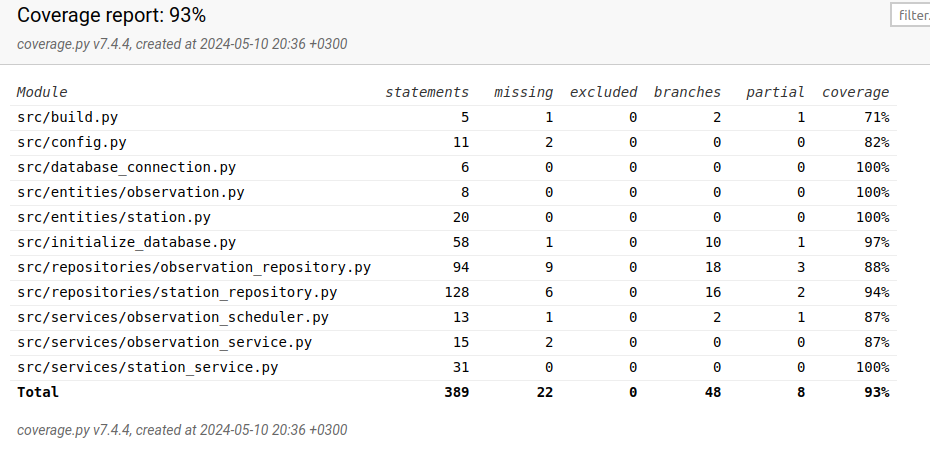 Coverage report: 93%
filter.
coverage.py v7.4.4, created at 2024-05-10 20:36 +0300
Module statements missing excluded branches partial coverage
src/build.py 5 1 0 2 1 71%
src/config.py 11 2 0 0 0 82%
src/database_connection.py 6 0 0 0 0 100%
src/entities/observation.py 8 0 0 0 0 100%
src/entities/station.py 20 0 0 0 0 100%
src/initialize_database.py 58 1 0 10 1 97%
src/repositories/observation_repository.py 94 9 0 18 3 88%
src/repositories/station_repository.py 128 6 0 16 2 94%
src/services/observation_scheduler.py 13 1 0 2 1 87%
src/services/observation_service.py 15 2 0 0 0 87%
src/services/station_service.py 31 0 0 0 0 100%
Total 389 22 0 48 8 93%
coverage.py v7.4.4, created at 2024-05-10 20:36 +0300